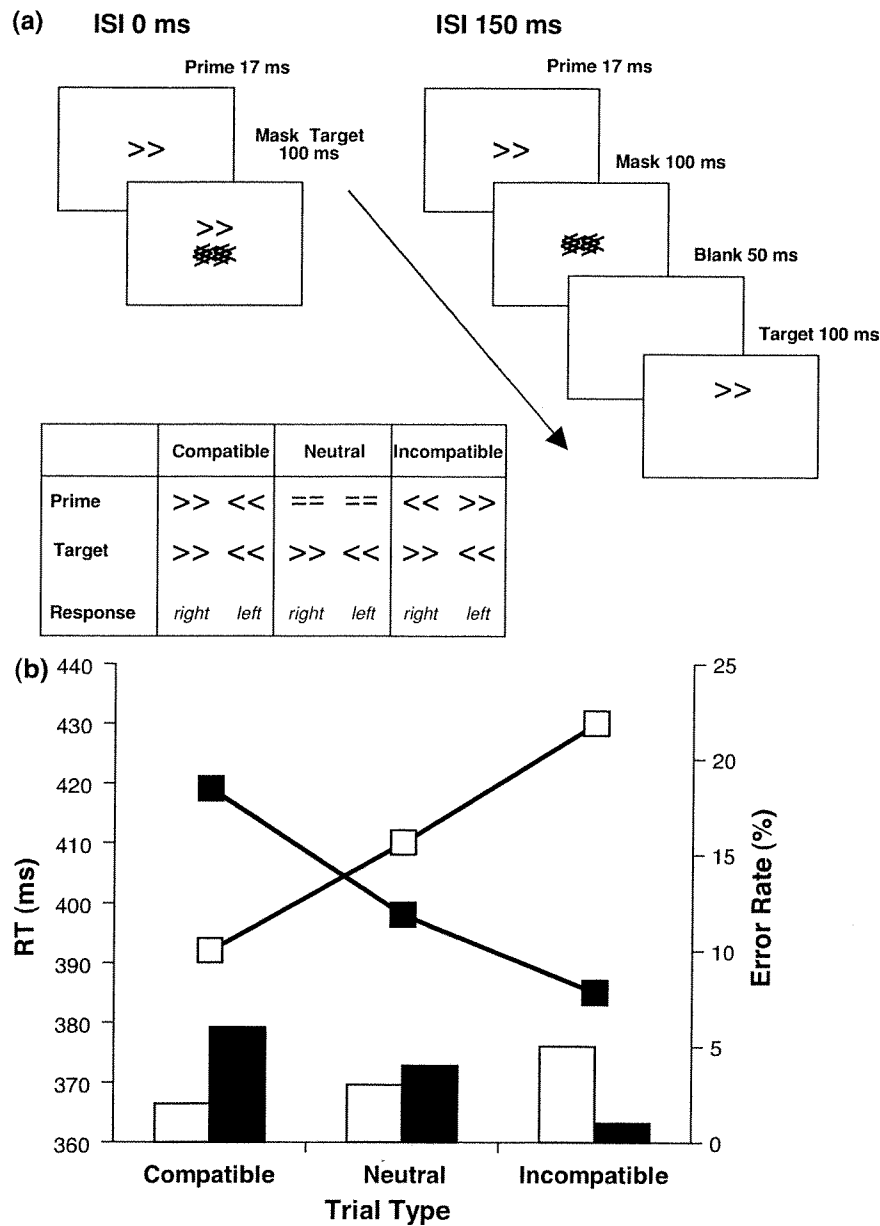 (a) ISI 0 ms ISI 150 ms
Prime 17 ms Prime 17 ms
>> >>
Mask Target
100 ms
Mask 100 ms
>>
Blank 50 ms
Target 100 ms
>>
Compatible Neutral Incompatible
Prime >> << == == << >>
Target >> << >> << >> <<
Response right left right left right left
(b)
440
430
420
410
400
390
380
370
360
RT (ms)
25
20
15
10
5
0
Error Rate (%)
Compatible Neutral Incompatible
Trial Type